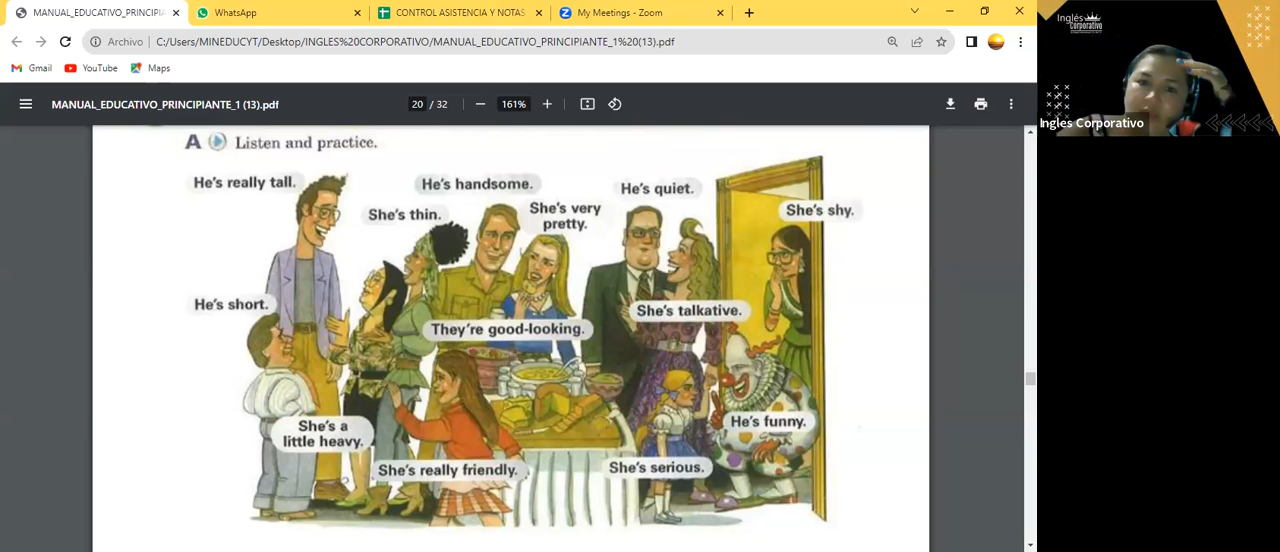 MANUAL_EDUCATIVO_PRINCIPIA
WhatsApp
CONTROL ASISTENCIA Y NOTAS
My Meetings - Zoom
Archivo
C:/Users/MINEDUCYT/Desktop/INGLES%20CORPORATIVO/MANUAL_EDUCATIVO_PRINCIPIANTE_1%20(13).pdf
Gmail
YouTube
Maps
MANUAL_EDUCATIVO_PRINCIPIANTE_1 (13).pdf
20 / 32
161%
A Listen and practice.
He's really tall.
He's handsome.
She's thin.
She's very
pretty.
He's quiet.
She's shy.
He's short.
They're good-looking.
She's talkative.
She's a
little heavy.
She's really friendly.
She's serious.
He's funny.
Inglés
Corporativo
Ingles Corporativo